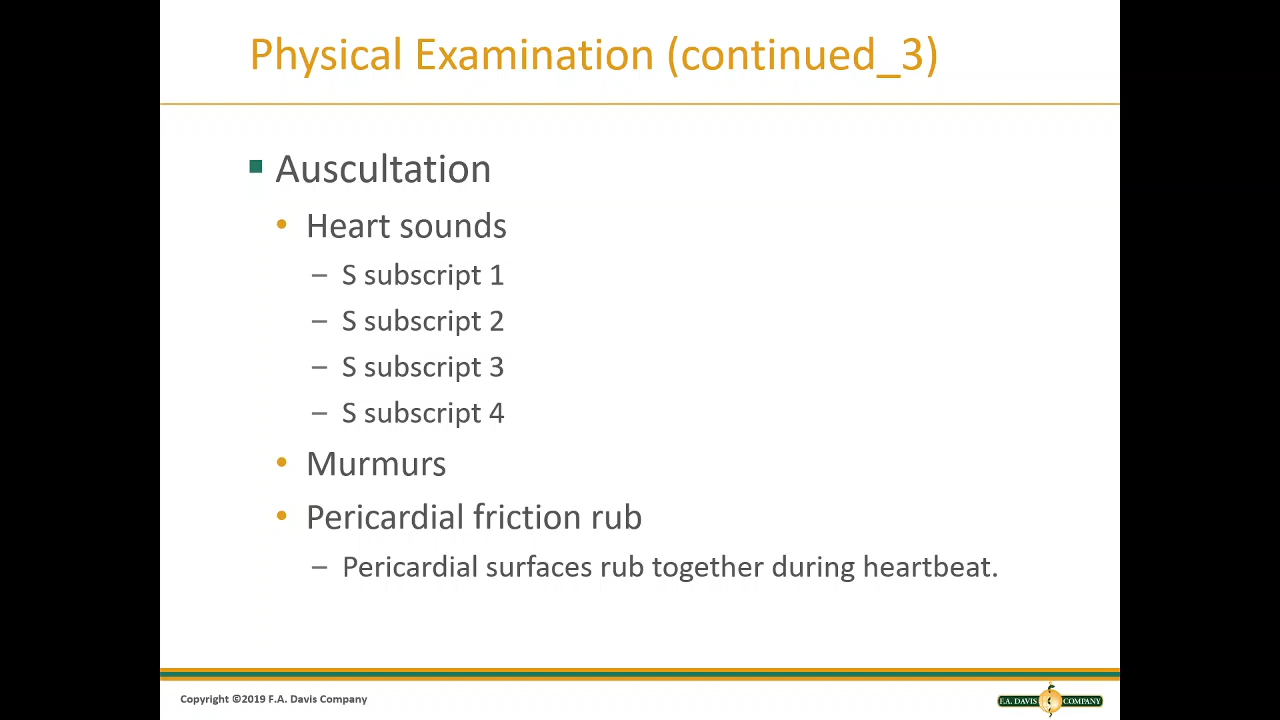 Physical Examination (continued_3)
Auscultation
Heart sounds
– S subscript 1
– S subscript 2
– S subscript 3
– S subscript 4
Murmurs
Pericardial friction rub
– Pericardial surfaces rub together during heartbeat.
Copyright ©2019 F.A. Davis Company
F.A. DAVIS COMPANY